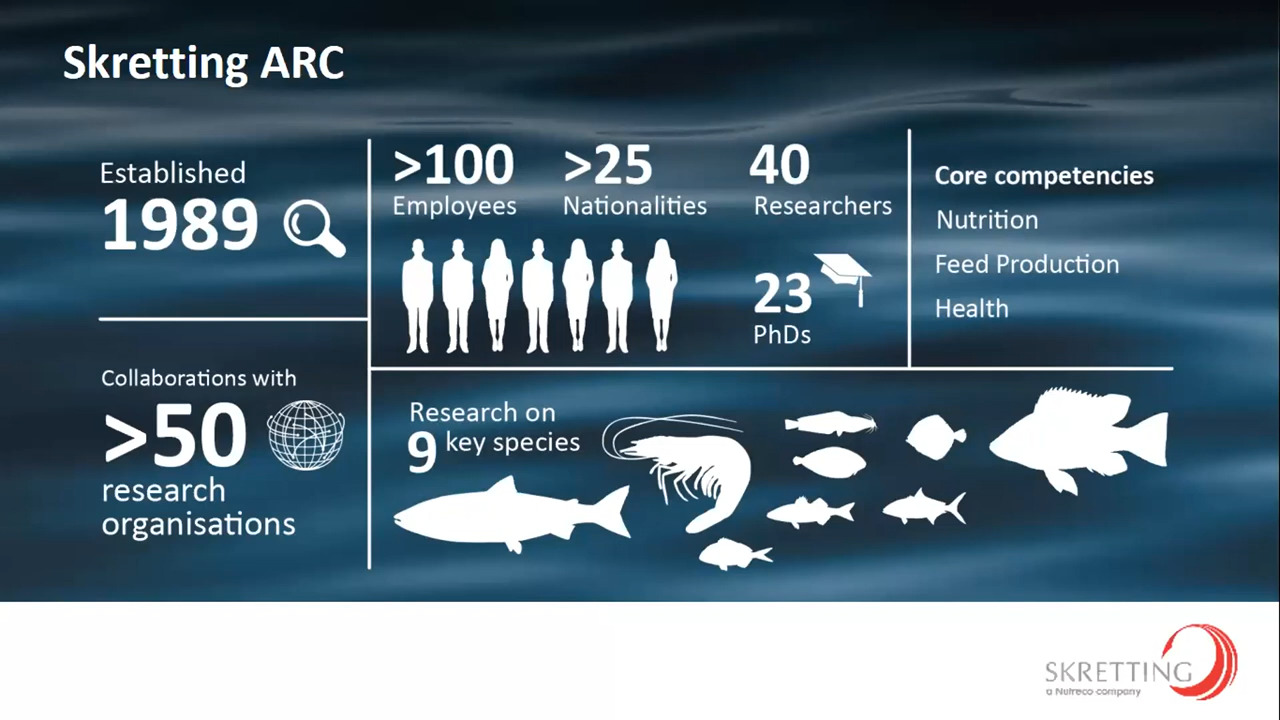 Skretting ARC
Established
1989
Collaborations with
>50
research
organisations
>100
Employees
>25
Nationalities
40
Researchers
23
PhDs
Core competencies
Nutrition
Feed Production
Health
Research on
9 key species
SKRETTING
a Nutreco company